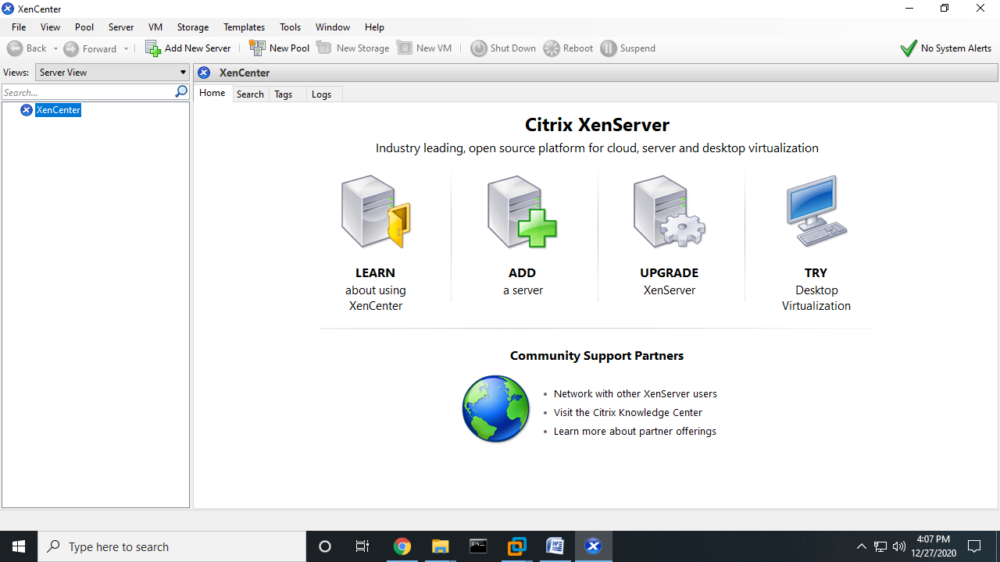 XenCenter
File View Pool Server VM Storage Templates Tools Window Help
Back Forward Add New Server New Pool New Storage New VM Shut Down Reboot Suspend No System Alerts
Views: Server View
XenCenter
Search...
Home Search Tags Logs
XenCenter
Citrix XenServer
Industry leading, open source platform for cloud, server and desktop virtualization
LEARN
about using
XenCenter
ADD
a server
UPGRADE
XenServer
TRY
Desktop
Virtualization
Community Support Partners
Network with other XenServer users
Visit the Citrix Knowledge Center
Learn more about partner offerings
Type here to search
4:07 PM
12/27/2020